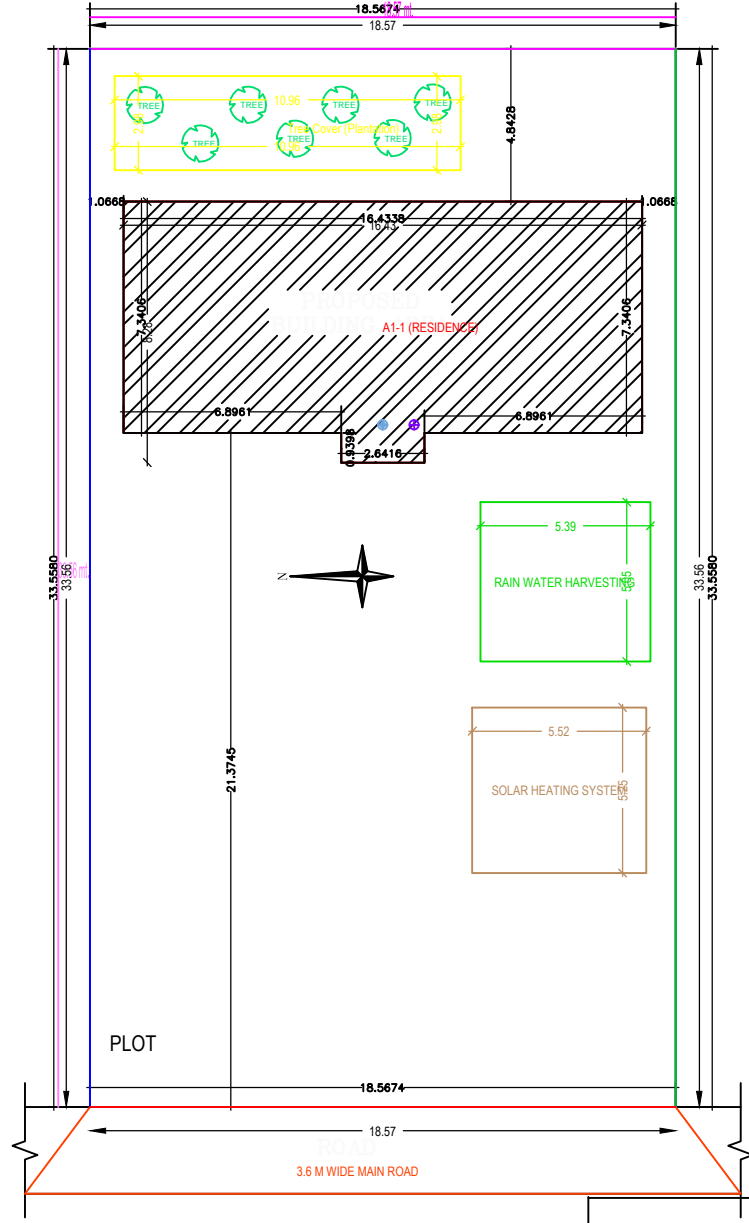 18.5674
18.57
TREE
TREE
TREE
TREE
TREE
TREE
TREE
10.96
Tree Cover (Plantation)
4.8428
1.0668
1.0668
16.4338
16.43
PROPOSED
BUILDING
A1-1 (RESIDENCE)
7.3406
8.28
7.3406
6.8961
6.8961
0.9398
2.6416
N
5.39
RAIN WATER HARVESTING
33.5580
33.56
33.56
33.5580
5.52
SOLAR HEATING SYSTEM
21.3745
PLOT
18.5674
18.57
ROAD
3.6 M WIDE MAIN ROAD